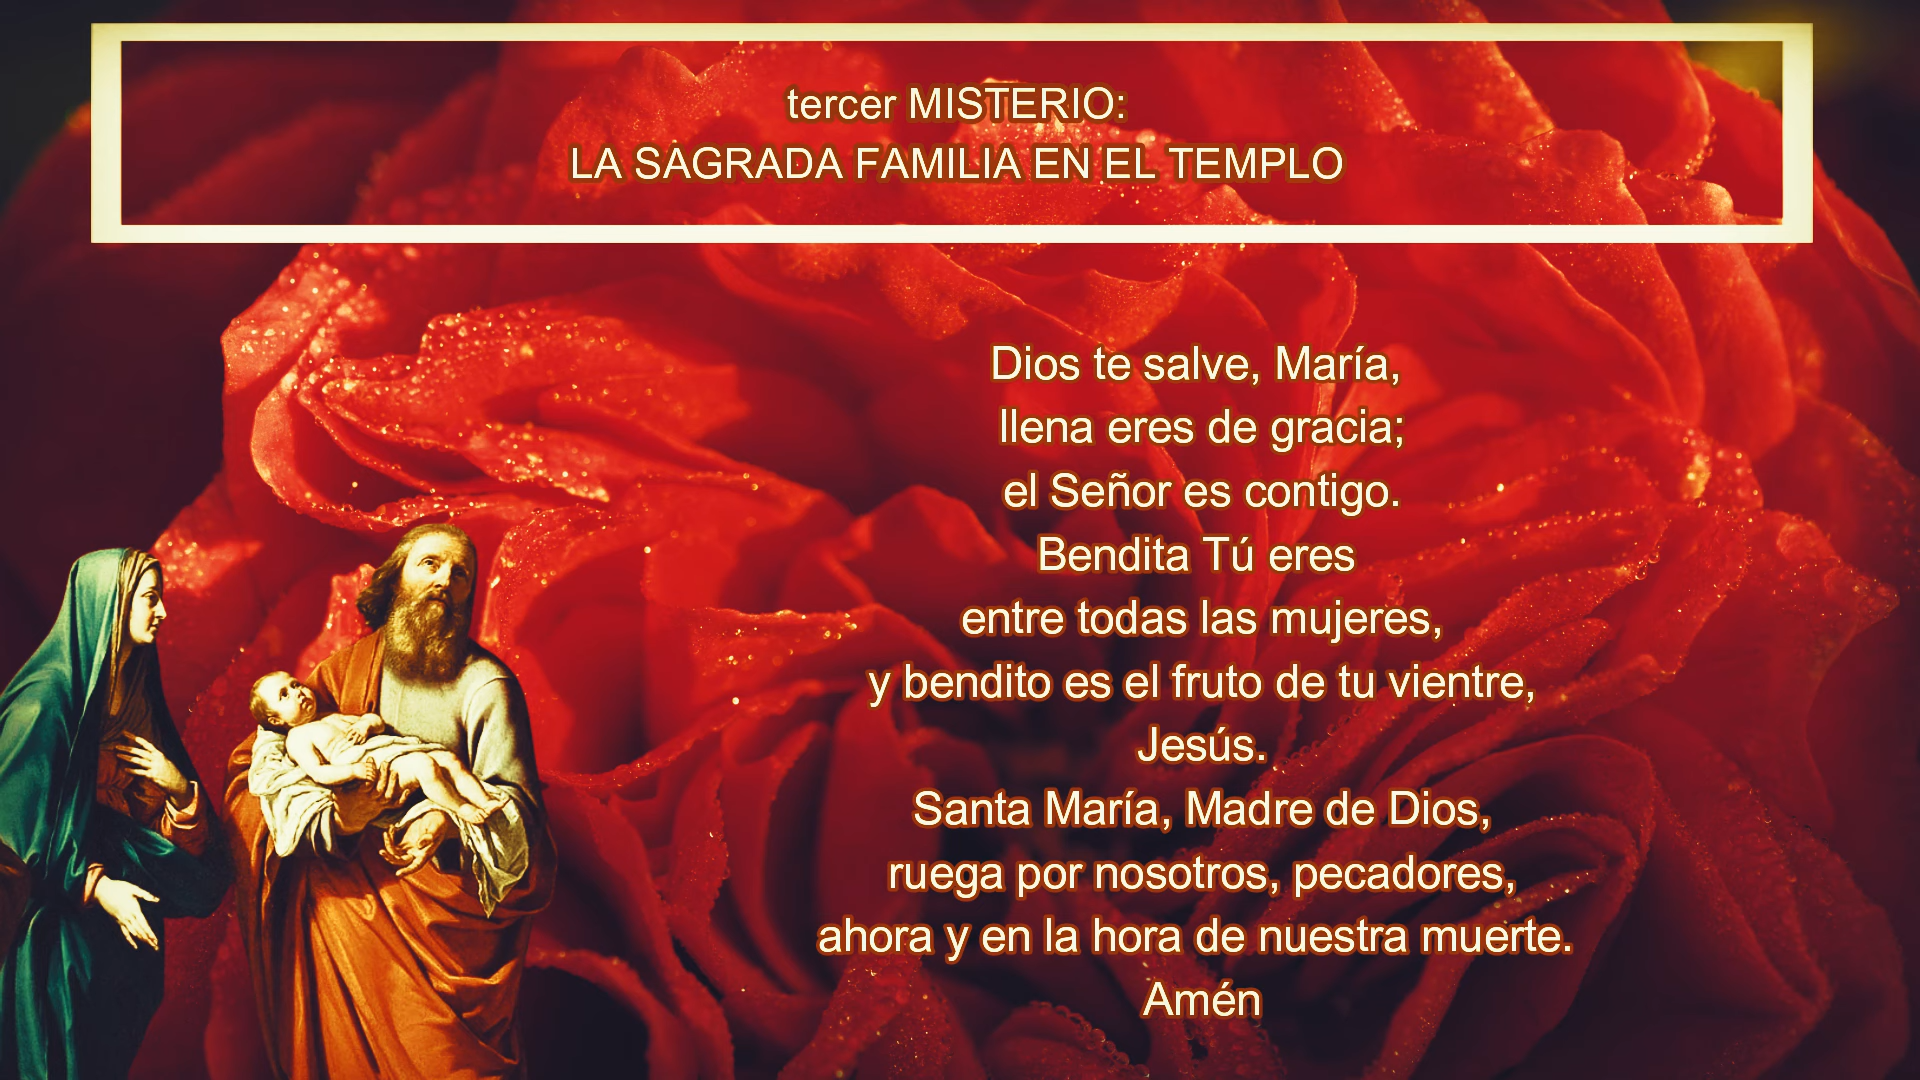 tercer MISTERIO:
LA SAGRADA FAMILIA EN EL TEMPLO
Dios te salve, María,
llena eres de gracia;
el Señor es contigo.
Bendita Tú eres
entre todas las mujeres,
y bendito es el fruto de tu vientre,
Jesús.
Santa María, Madre de Dios,
ruega por nosotros, pecadores,
ahora y en la hora de nuestra muerte.
Amén